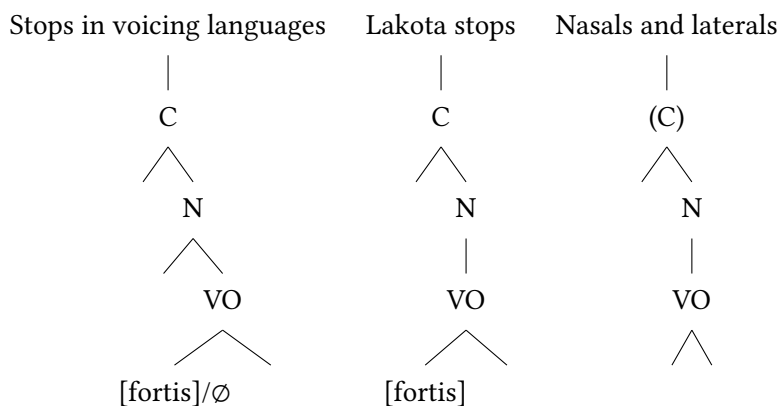 Stops in voicing languages Lakota stops Nasals and laterals
C C (C)
N N N
VO VO VO
[fortis]/∅ [fortis]